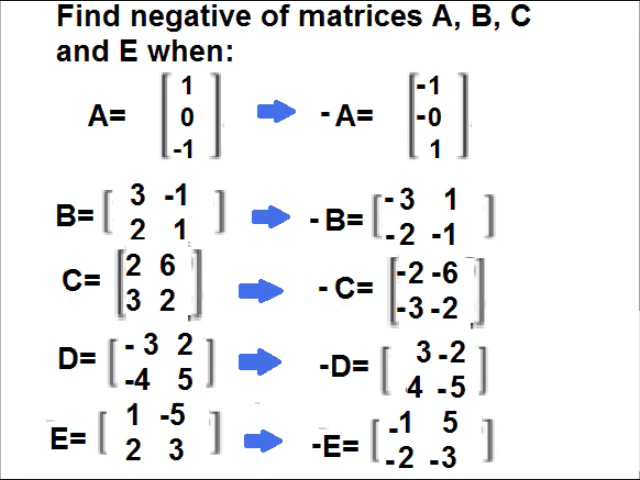 Find negative of matrices A, B, C
and E when:
A= [ 1 0 -1 ] - A= [ -1 -0 1 ]
B= [ 3 -1 2 1 ] - B= [ - 3 1 - 2 -1 ]
C= [ 2 6 3 2 ] - C= [ -2 -6 -3 -2 ]
D= [ - 3 2 -4 5 ] -D= [ 3 -2 4 -5 ]
E= [ 1 -5 2 3 ] -E= [ -1 5 -2 -3 ]